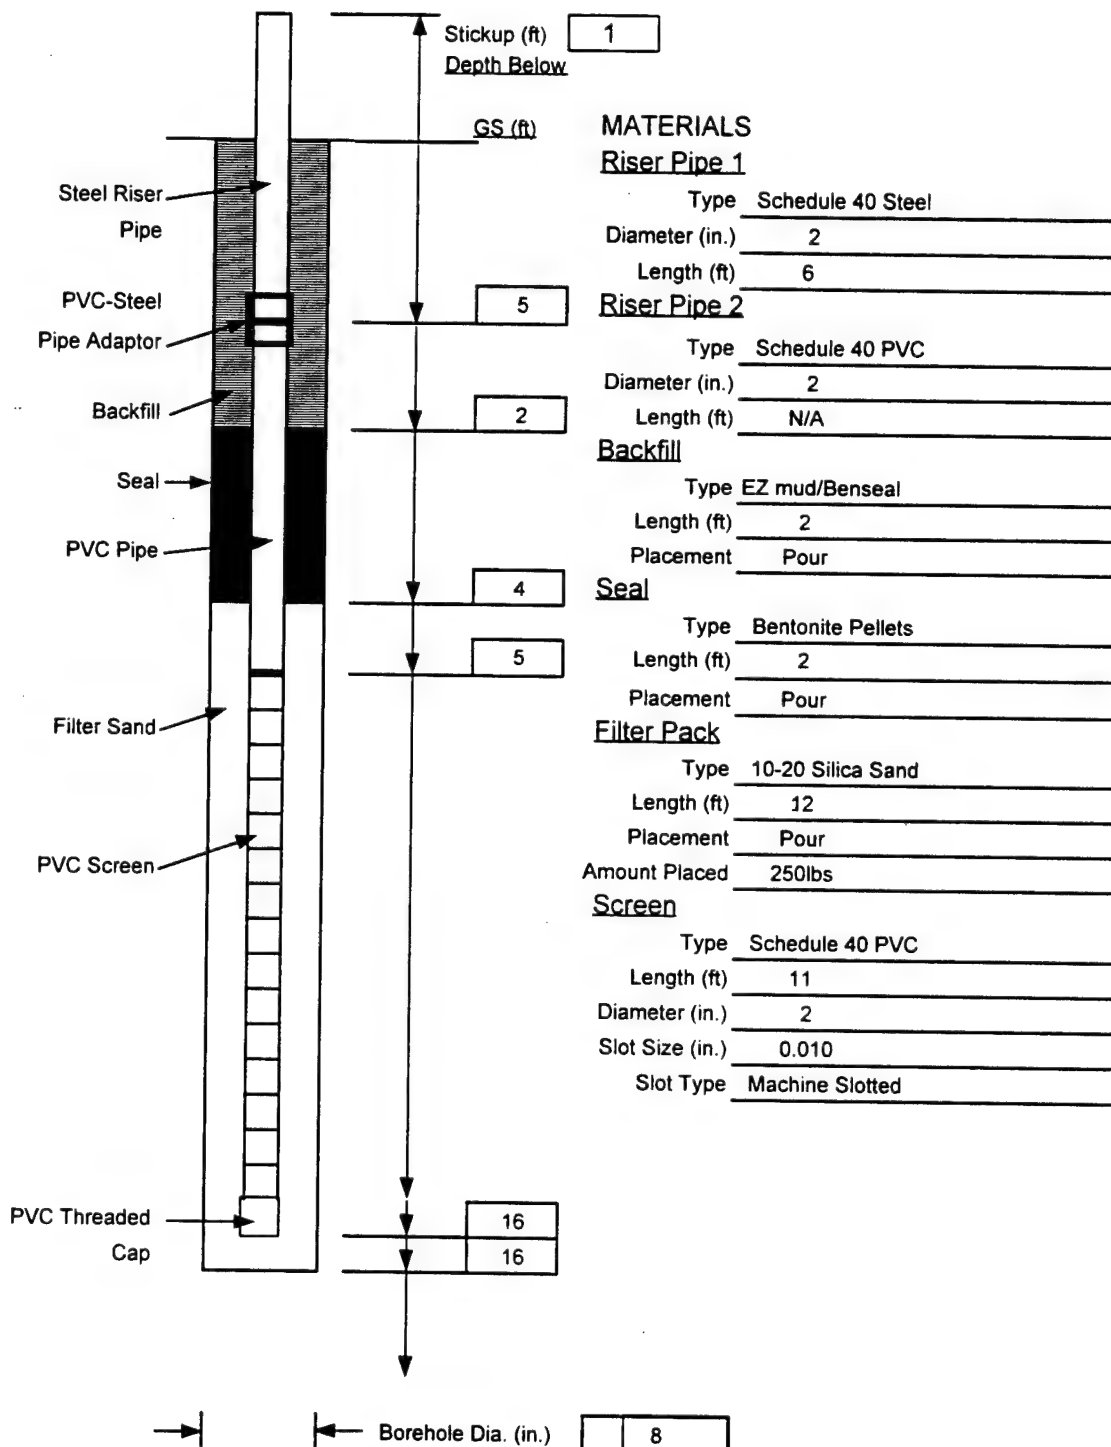 Stickup (ft) 1
Depth Below
GS (ft)
MATERIALS
Riser Pipe 1
Type Schedule 40 Steel
Diameter (in.) 2
Length (ft) 6
Steel Riser
Pipe
PVC-Steel
Pipe Adaptor
5
Riser Pipe 2
Type Schedule 40 PVC
Diameter (in.) 2
Length (ft) N/A
Backfill
2
Backfill
Type EZ mud/Benseal
Length (ft) 2
Placement Pour
Seal
PVC Pipe
4
Seal
Type Bentonite Pellets
Length (ft) 2
Placement Pour
5
Filter Sand
Filter Pack
Type 10-20 Silica Sand
Length (ft) 12
Placement Pour
Amount Placed 250lbs
PVC Screen
Screen
Type Schedule 40 PVC
Length (ft) 11
Diameter (in.) 2
Slot Size (in.) 0.010
Slot Type Machine Slotted
PVC Threaded
Cap
16
16
Borehole Dia. (in.) 8